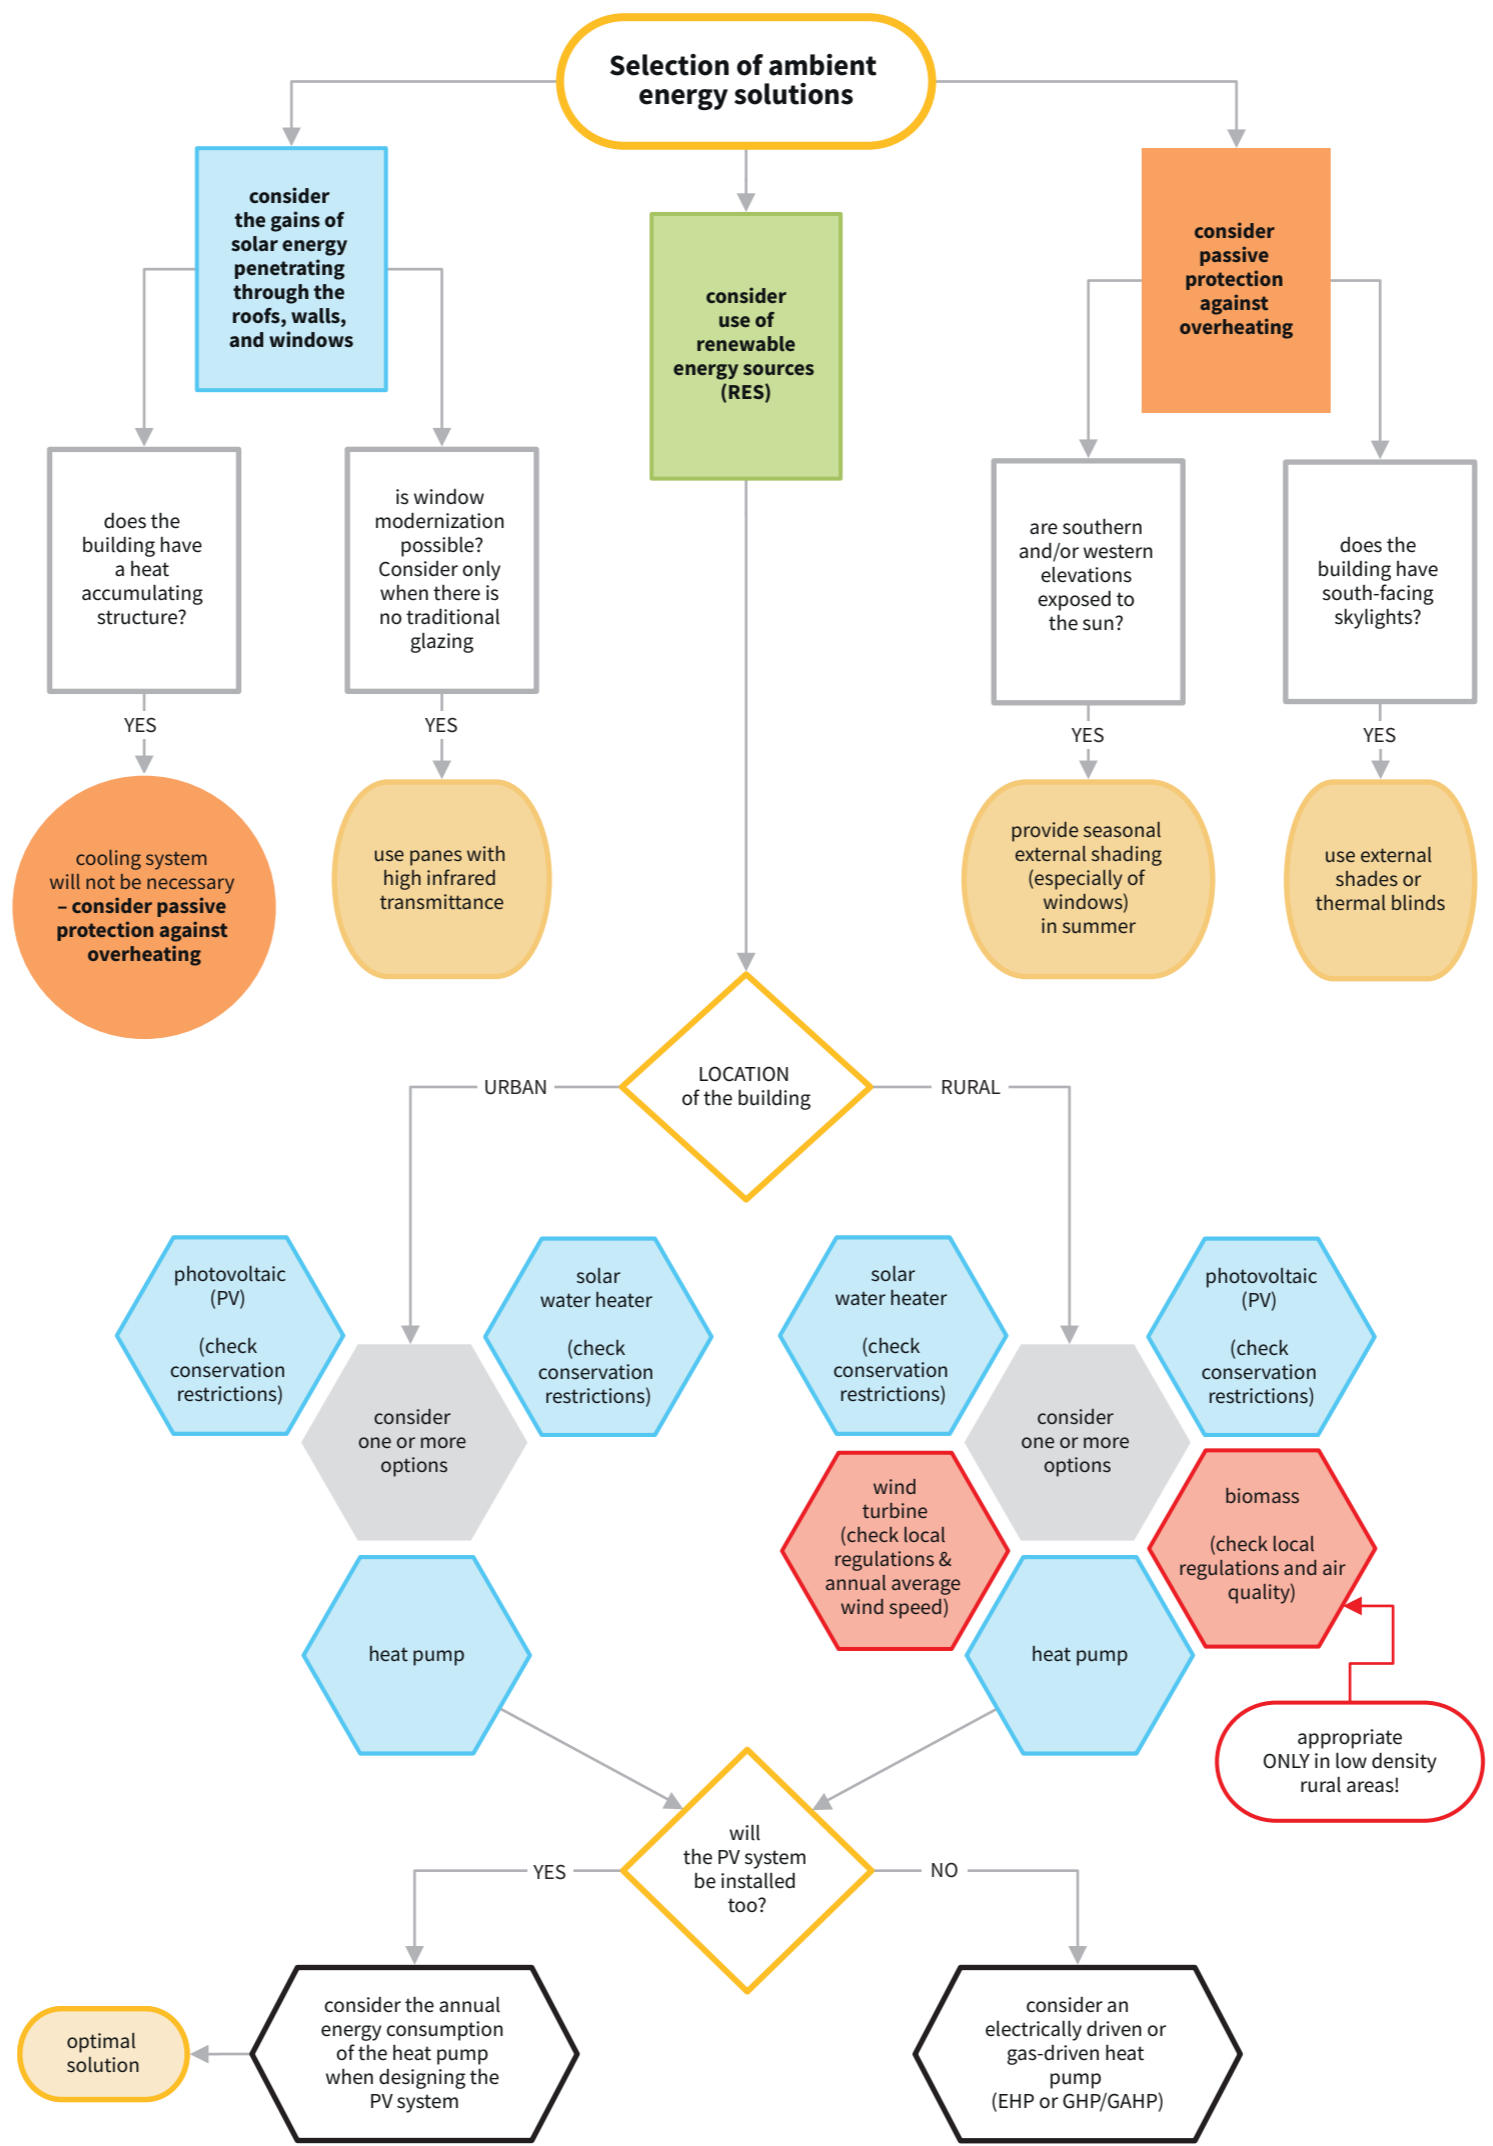 Selection of ambient
energy solutions
consider
the gains of
solar energy
penetrating
through the
roofs, walls,
and windows
consider
use of
renewable
energy sources
(RES)
consider
passive
protection
against
overheating
does the
building have
a heat
accumulating
structure?
is window
modernization
possible?
Consider only
when there is
no traditional
glazing
are southern
and/or western
elevations
exposed to
the sun?
does the
building have
south-facing
skylights?
YES
YES
YES
YES
cooling system
will not be necessary
– consider passive
protection against
overheating
use panes with
high infrared
transmittance
provide seasonal
external shading
(especially of
windows)
in summer
use external
shades or
thermal blinds
LOCATION
of the building
URBAN
RURAL
photovoltaic
(PV)
(check
conservation
restrictions)
solar
water heater
(check
conservation
restrictions)
consider
one or more
options
heat pump
solar
water heater
(check
conservation
restrictions)
photovoltaic
(PV)
(check
conservation
restrictions)
consider
one or more
options
wind
turbine
(check local
regulations &
annual average
wind speed)
biomass
(check local
regulations and air
quality)
heat pump
appropriate
ONLY in low density
rural areas!
will
the PV system
be installed
too?
YES
NO
consider the annual
energy consumption
of the heat pump
when designing the
PV system
optimal
solution
consider an
electrically driven or
gas-driven heat
pump
(EHP or GHP/GAHP)